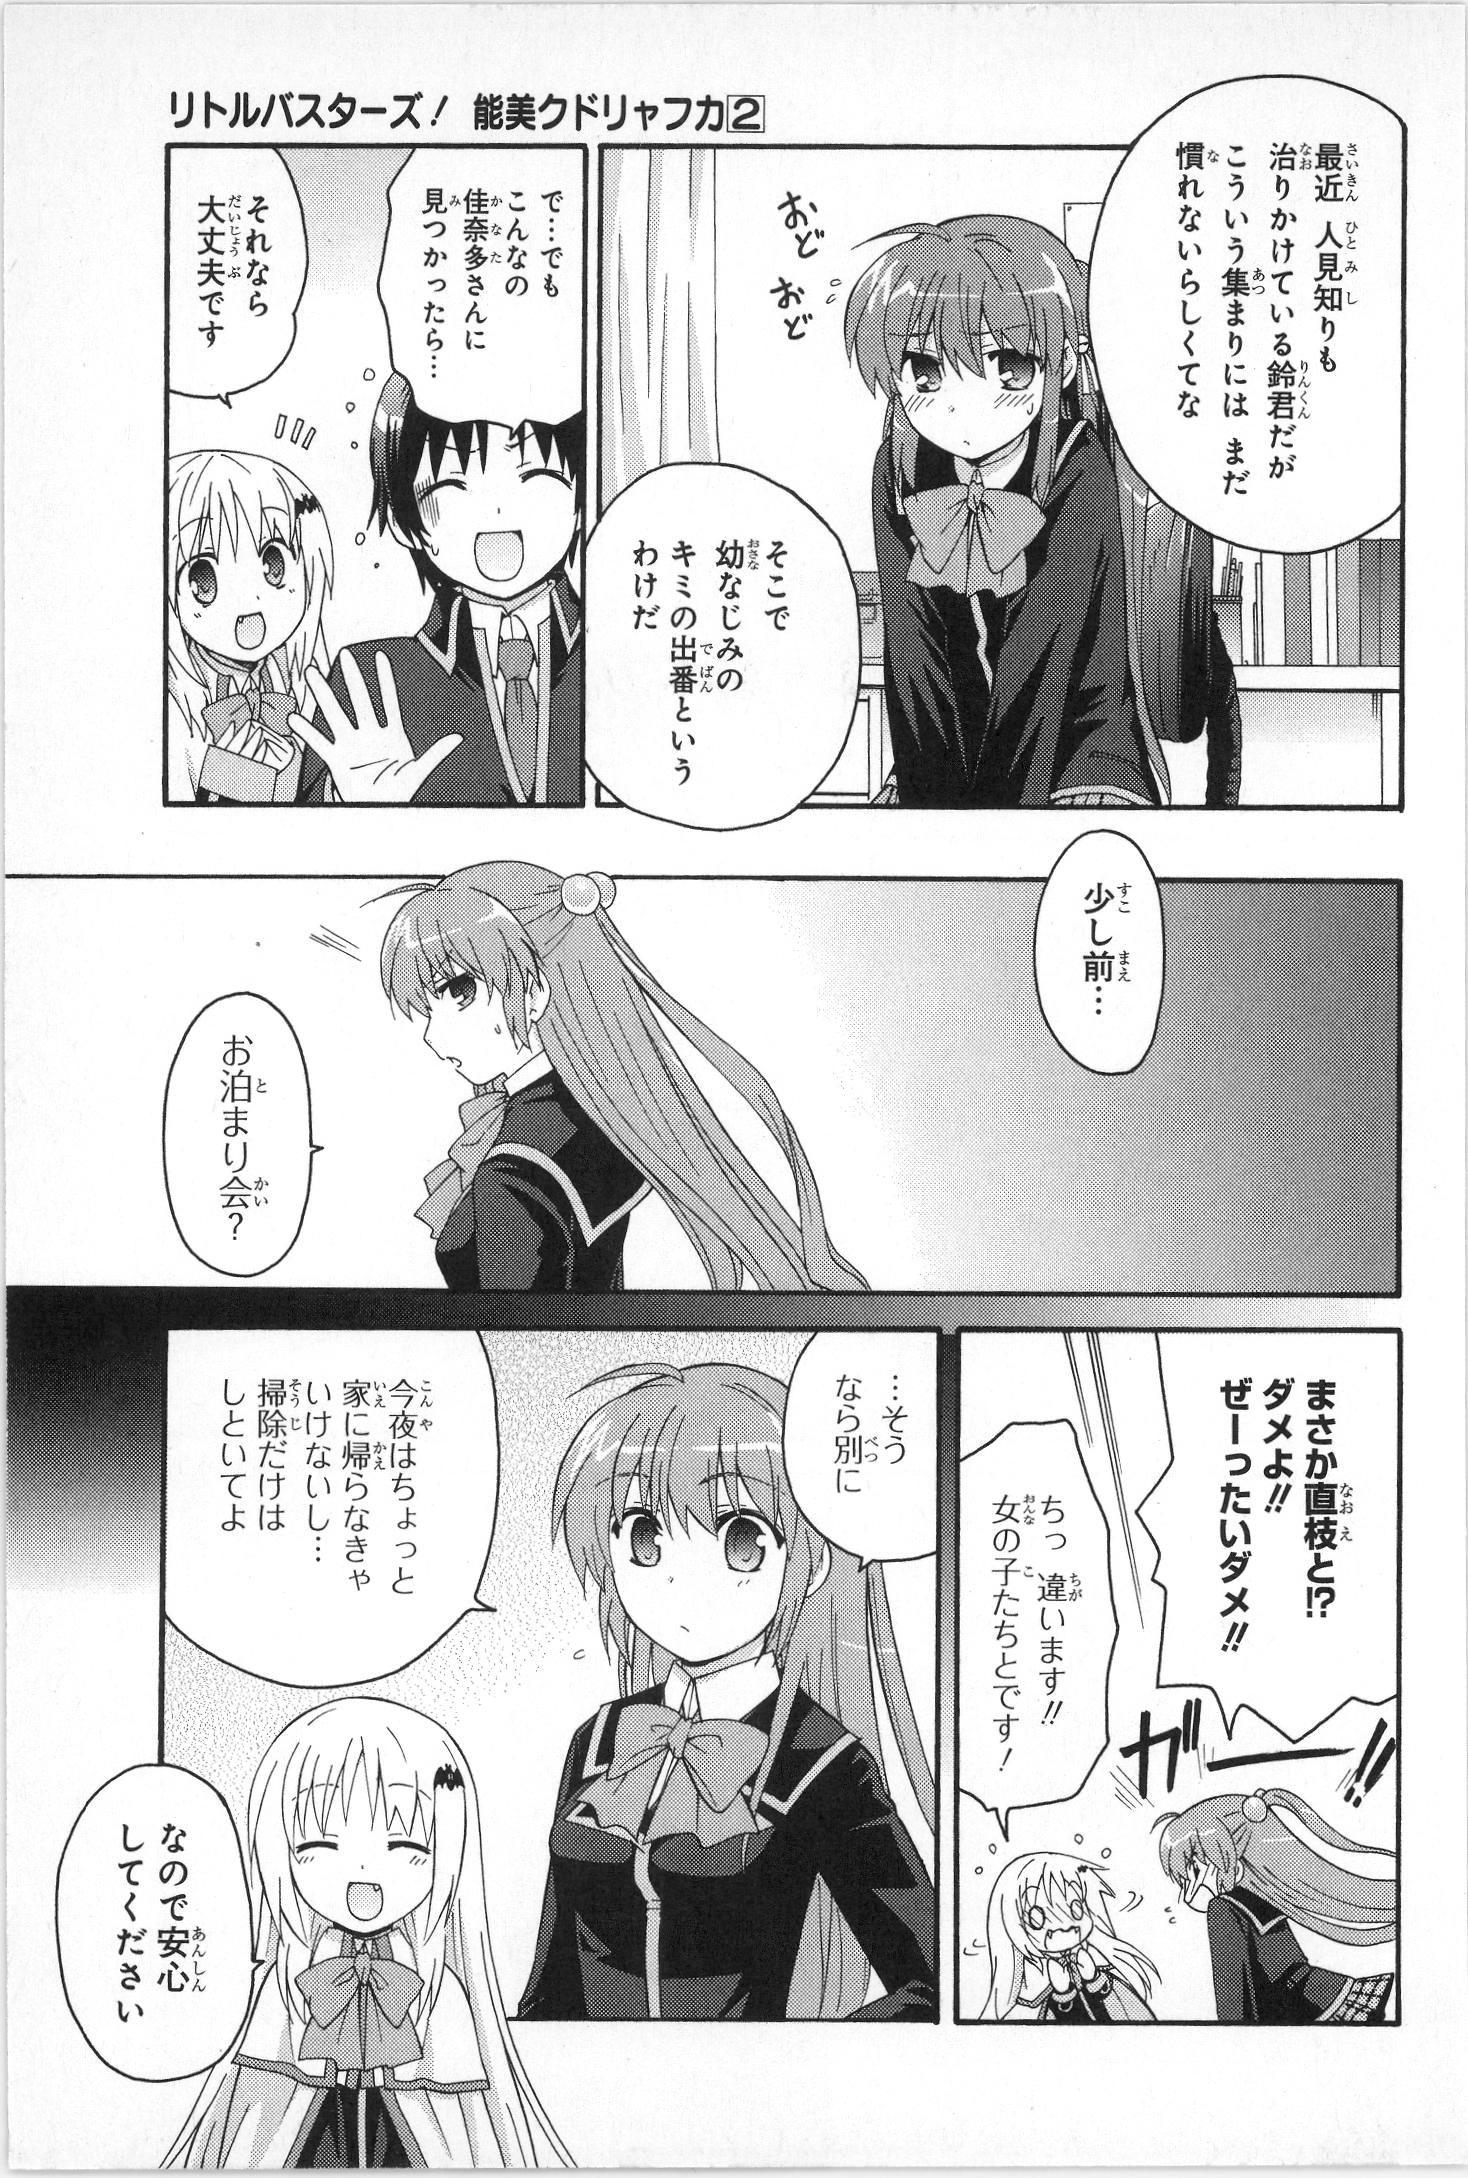 リトルバスターズ！ 能美クドリャフカ2
最近 人見知りも
治りかけている鈴君だが
こういう集まりには まだ
慣れないらしくてな
おど
おど
そこで
幼なじみの
キミの出番という
わけだ
で…でも
こんなの
佳奈多さんに
見つかったら…
それなら
大丈夫です
少し前…
お泊まり会？
まさか直枝と!?
ダメよ!!
ぜーったいダメ!!
ちっ 違います!!
女の子たちとです！
ガーーッ!!
…そう
なら別に
今夜はちょっと
家に帰らなきゃ
いけないし…
掃除だけは
しといてよ
なので安心
してください